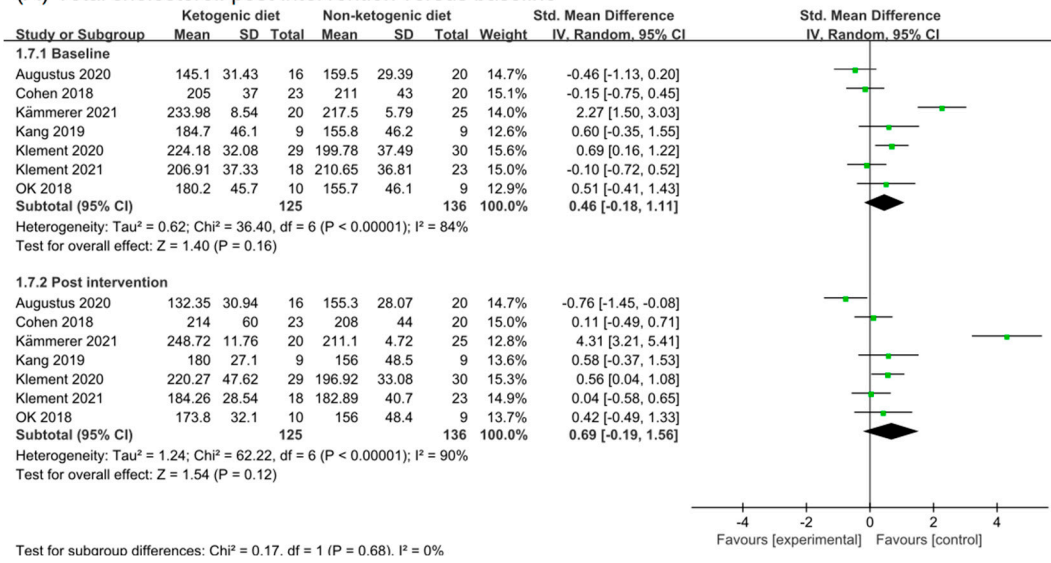 Ketogenic diet Non-ketogenic diet Std. Mean Difference Std. Mean Difference
Study or Subgroup Mean SD Total Mean SD Total Weight IV, Random, 95% CI IV, Random, 95% CI
1.7.1 Baseline
Augustus 2020 145.1 31.43 16 159.5 29.39 20 14.7% -0.46 [-1.13, 0.20]
Cohen 2018 205 37 23 211 43 20 15.1% -0.15 [-0.75, 0.45]
Kämmerer 2021 233.98 8.54 20 217.5 5.79 25 14.0% 2.27 [1.50, 3.03]
Kang 2019 184.7 46.1 9 155.8 46.2 9 12.6% 0.60 [-0.35, 1.55]
Klement 2020 224.18 32.08 29 199.78 37.49 30 15.6% 0.69 [0.16, 1.22]
Klement 2021 206.91 37.33 18 210.65 36.81 23 15.0% -0.10 [-0.72, 0.52]
OK 2018 180.2 45.7 10 155.7 46.1 9 12.9% 0.51 [-0.41, 1.43]
Subtotal (95% CI) 125 136 100.0% 0.46 [-0.18, 1.11]
Heterogeneity: Tau² = 0.62; Chi² = 36.40, df = 6 (P < 0.00001); I² = 84%
Test for overall effect: Z = 1.40 (P = 0.16)
1.7.2 Post intervention
Augustus 2020 132.35 30.94 16 155.3 28.07 20 14.7% -0.76 [-1.45, -0.08]
Cohen 2018 214 60 23 208 44 20 15.0% 0.11 [-0.49, 0.71]
Kämmerer 2021 248.72 11.76 20 211.1 4.72 25 12.8% 4.31 [3.21, 5.41]
Kang 2019 180 27.1 9 156 48.5 9 13.6% 0.58 [-0.37, 1.53]
Klement 2020 220.27 47.62 29 196.92 33.08 30 15.3% 0.56 [0.04, 1.08]
Klement 2021 184.26 28.54 18 182.89 40.7 23 14.9% 0.04 [-0.58, 0.65]
OK 2018 173.8 32.1 10 156 48.4 9 13.7% 0.42 [-0.49, 1.33]
Subtotal (95% CI) 125 136 100.0% 0.69 [-0.19, 1.56]
Heterogeneity: Tau² = 1.24; Chi² = 62.22, df = 6 (P < 0.00001); I² = 90%
Test for overall effect: Z = 1.54 (P = 0.12)
-4 -2 0 2 4
Favours [experimental] Favours [control]
Test for subgroup differences: Chi² = 0.17, df = 1 (P = 0.68), I² = 0%